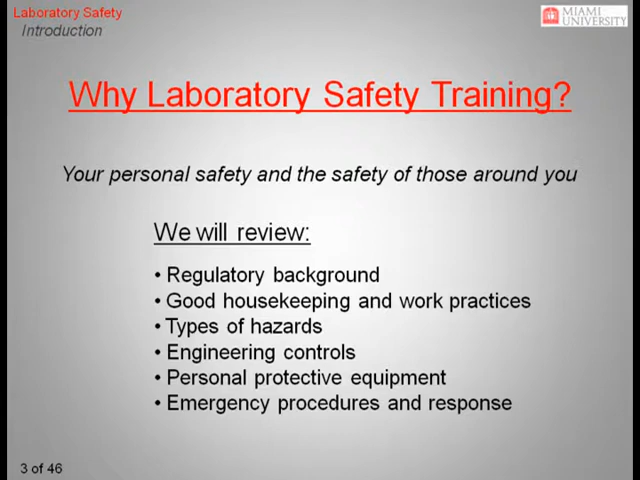 Laboratory Safety
Introduction
MIAMI
UNIVERSITY
Why Laboratory Safety Training?
Your personal safety and the safety of those around you
We will review:
• Regulatory background
• Good housekeeping and work practices
• Types of hazards
• Engineering controls
• Personal protective equipment
• Emergency procedures and response
3 of 46